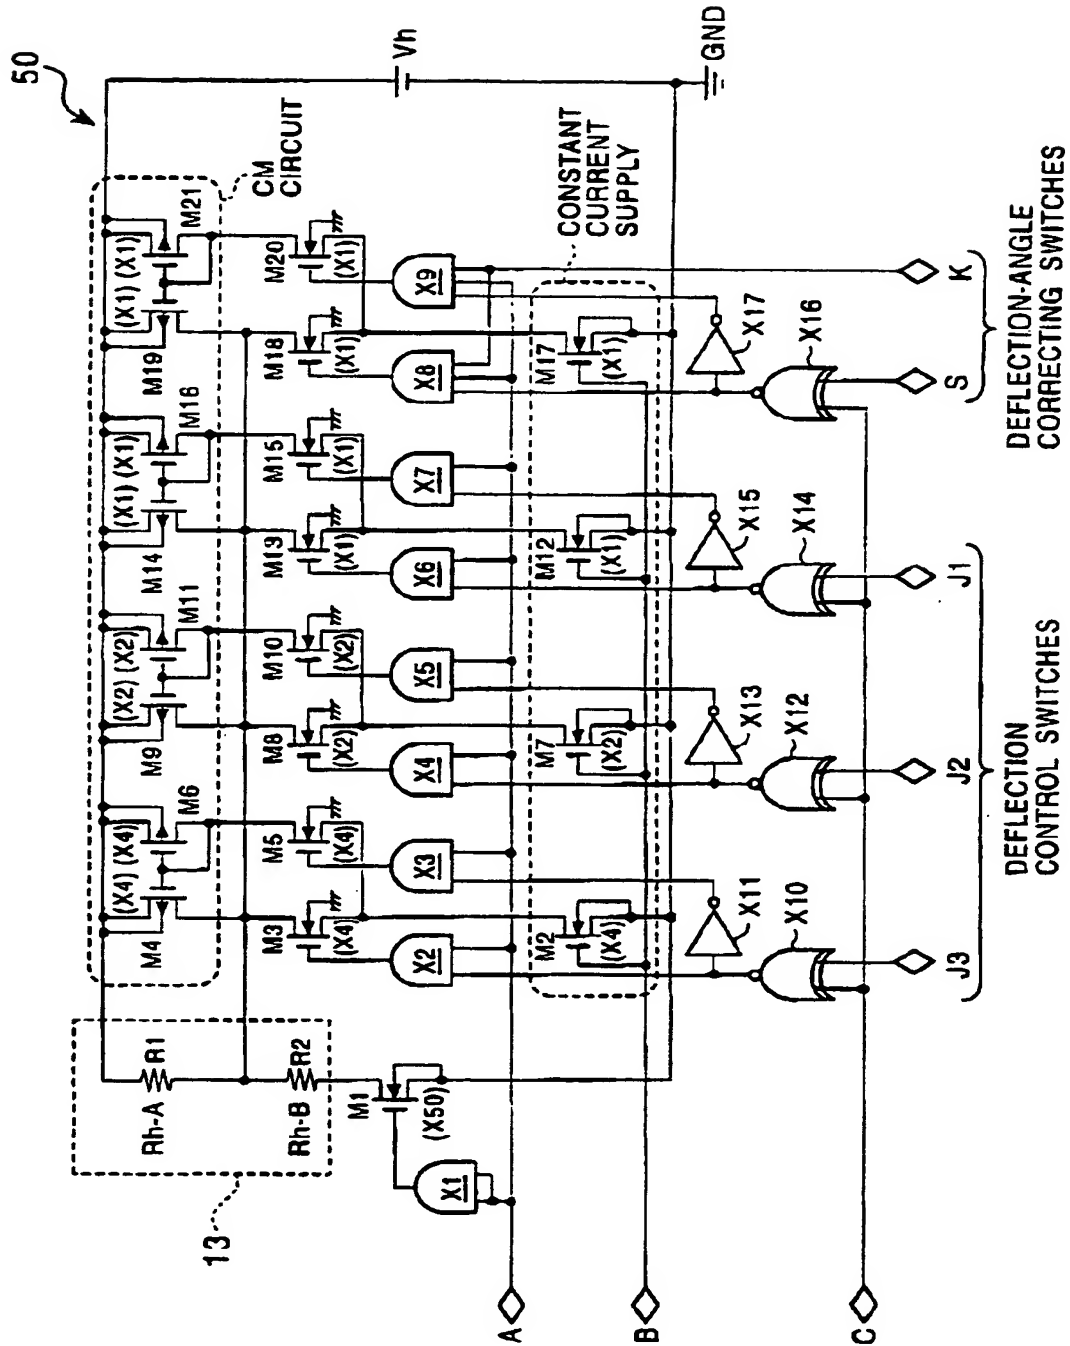 50
Vh
GND
CM
CIRCUIT
CONSTANT
CURRENT
SUPPLY
13
Rh-A
R1
Rh-B
R2
M4
(X4)
(X4)
M6
M9
(X2)
(X2)
M11
M14
(X1)
(X1)
M16
M19
(X1)
(X1)
M21
M3
(X4)
M5
(X4)
M8
(X2)
M10
(X2)
M13
(X1)
M15
(X1)
M18
(X1)
M20
(X1)
M1
(X50)
X1
X2
X3
X4
X5
X6
X7
X8
X9
M2
(X4)
M7
(X2)
M12
(X1)
M17
(X1)
X11
X10
X13
X12
X15
X14
X17
X16
A
B
C
J3
J2
J1
S
K
DEFLECTION
CONTROL SWITCHES
DEFLECTION-ANGLE
CORRECTING SWITCHES